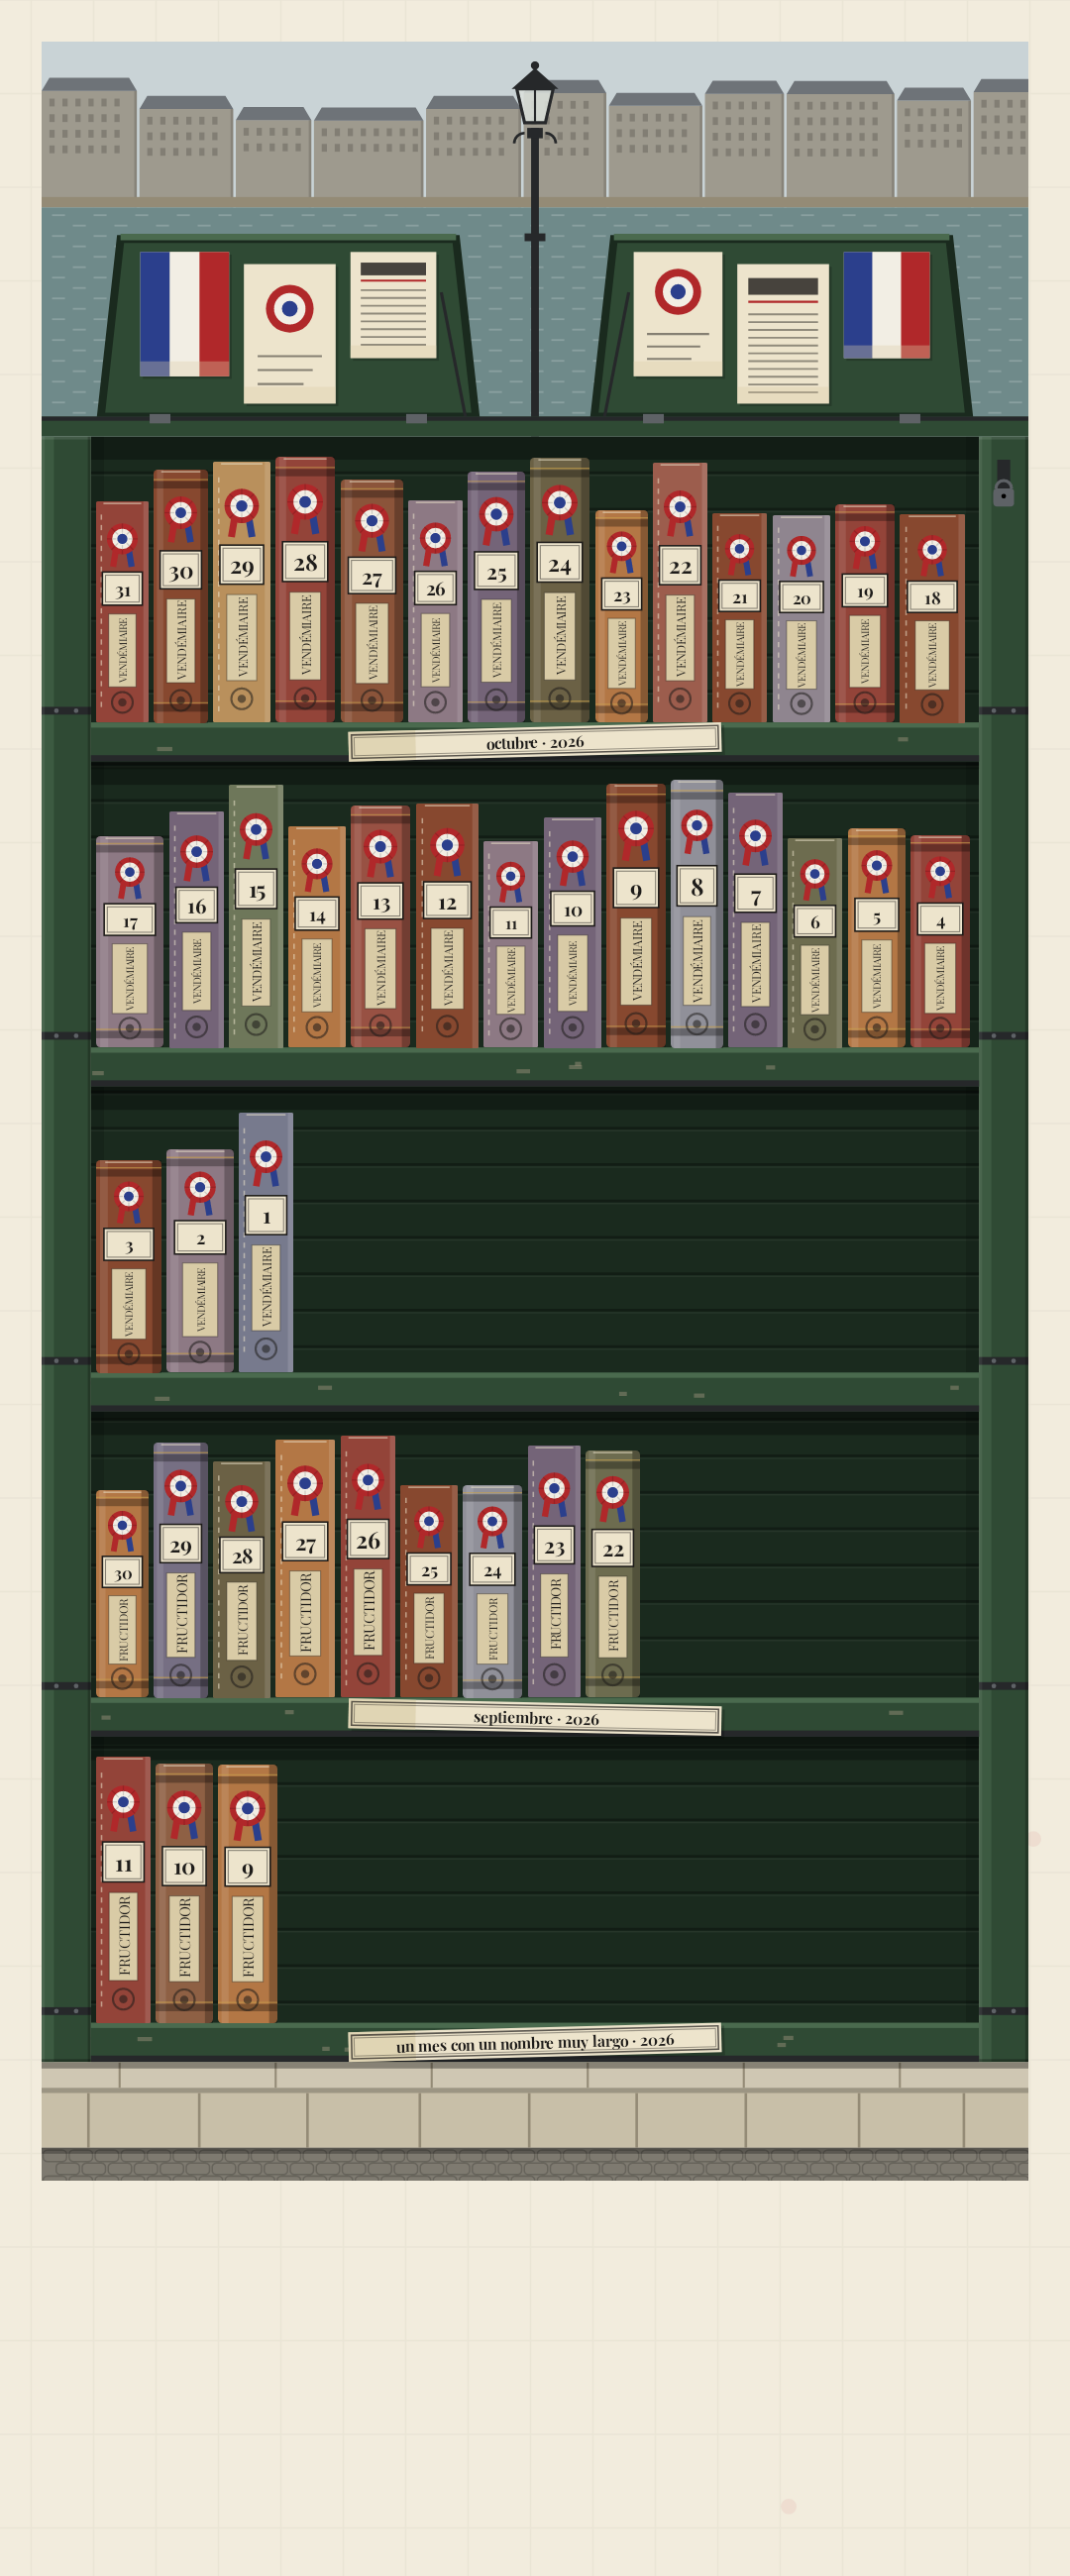 31 30 29 28 27 26 25 24 23 22 21 20 19 18
VENDÉMIAIRE VENDÉMIAIRE VENDÉMIAIRE VENDÉMIAIRE VENDÉMIAIRE VENDÉMIAIRE VENDÉMIAIRE VENDÉMIAIRE VENDÉMIAIRE VENDÉMIAIRE VENDÉMIAIRE VENDÉMIAIRE VENDÉMIAIRE VENDÉMIAIRE
octubre · 2026
17 16 15 14 13 12 11 10 9 8 7 6 5 4
VENDÉMIAIRE VENDÉMIAIRE VENDÉMIAIRE VENDÉMIAIRE VENDÉMIAIRE VENDÉMIAIRE VENDÉMIAIRE VENDÉMIAIRE VENDÉMIAIRE VENDÉMIAIRE VENDÉMIAIRE VENDÉMIAIRE VENDÉMIAIRE VENDÉMIAIRE
3 2 1
VENDÉMIAIRE VENDÉMIAIRE VENDÉMIAIRE
30 29 28 27 26 25 24 23 22
FRUCTIDOR FRUCTIDOR FRUCTIDOR FRUCTIDOR FRUCTIDOR FRUCTIDOR FRUCTIDOR FRUCTIDOR FRUCTIDOR
septiembre · 2026
11 10 9
FRUCTIDOR FRUCTIDOR FRUCTIDOR
un mes con un nombre muy largo · 2026